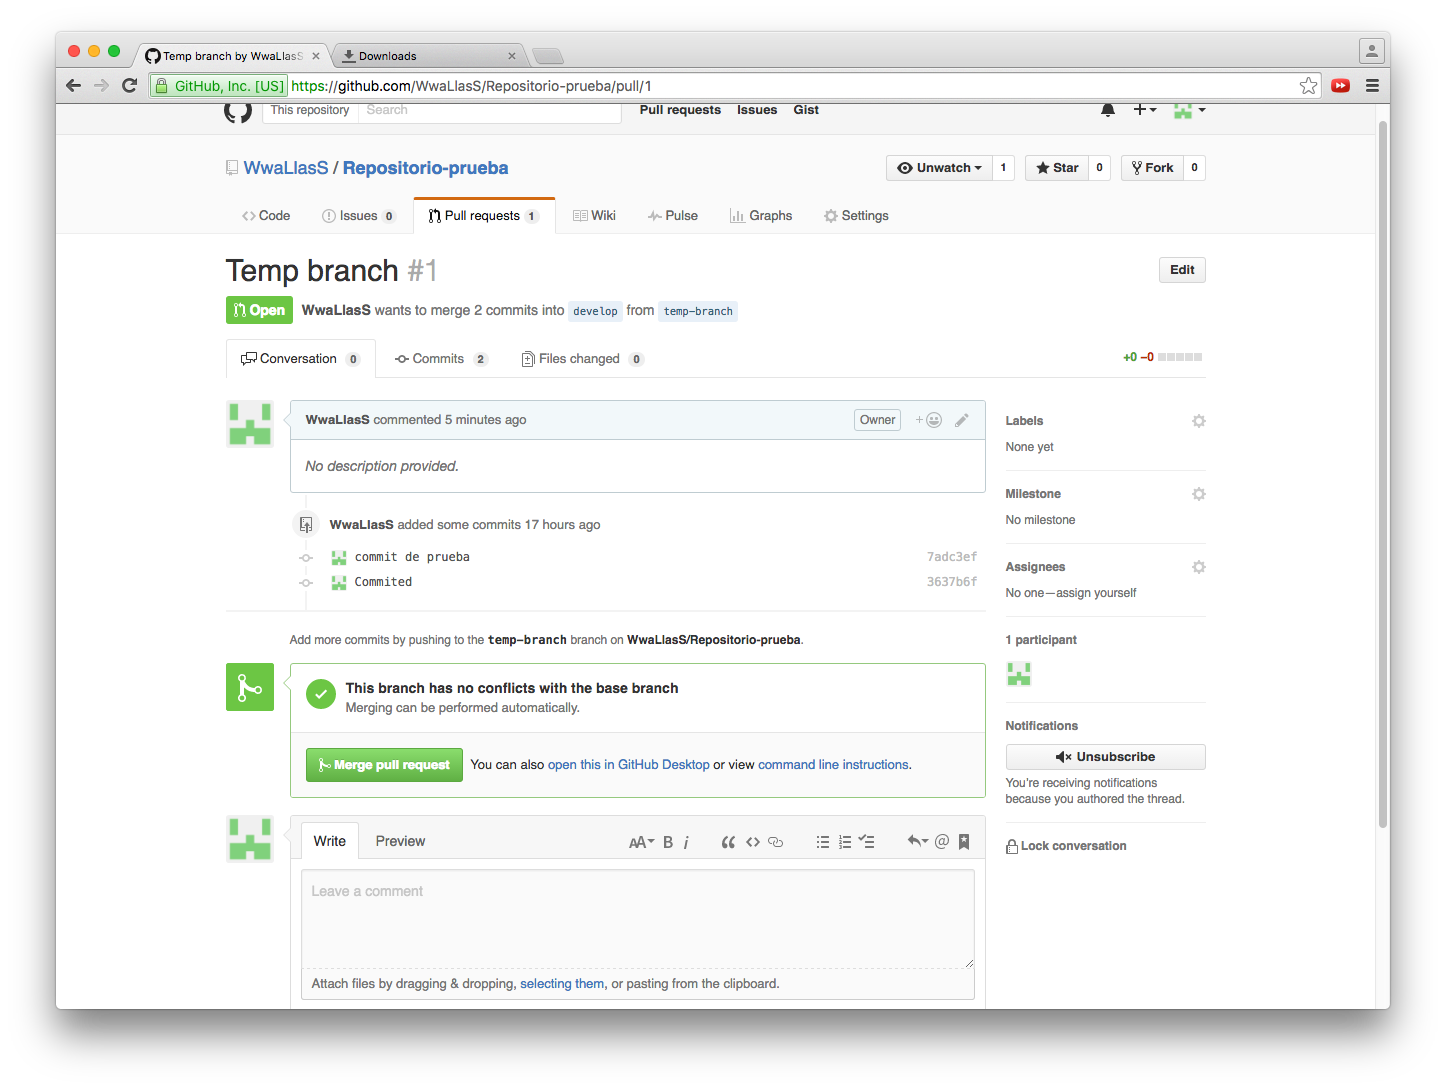 Temp branch by WwaLlasS
Downloads
GitHub, Inc. [US] https://github.com/WwaLlasS/Repositorio-prueba/pull/1
This repository Search Pull requests Issues Gist
WwaLlasS / Repositorio-prueba
Unwatch 1 Star 0 Fork 0
Code Issues 0 Pull requests 1 Wiki Pulse Graphs Settings
Temp branch #1
Edit
Open WwaLlasS wants to merge 2 commits into develop from temp-branch
Conversation 0 Commits 2 Files changed 0
+0 −0
WwaLlasS commented 5 minutes ago
Owner
No description provided.
WwaLlasS added some commits 17 hours ago
commit de prueba 7adc3ef
Commited 3637b6f
Add more commits by pushing to the temp-branch branch on WwaLlasS/Repositorio-prueba.
This branch has no conflicts with the base branch
Merging can be performed automatically.
Merge pull request You can also open this in GitHub Desktop or view command line instructions.
Write Preview
AA B i
Leave a comment
Attach files by dragging & dropping, selecting them, or pasting from the clipboard.
Labels
None yet
Milestone
No milestone
Assignees
No one—assign yourself
1 participant
Notifications
Unsubscribe
You're receiving notifications
because you authored the thread.
Lock conversation